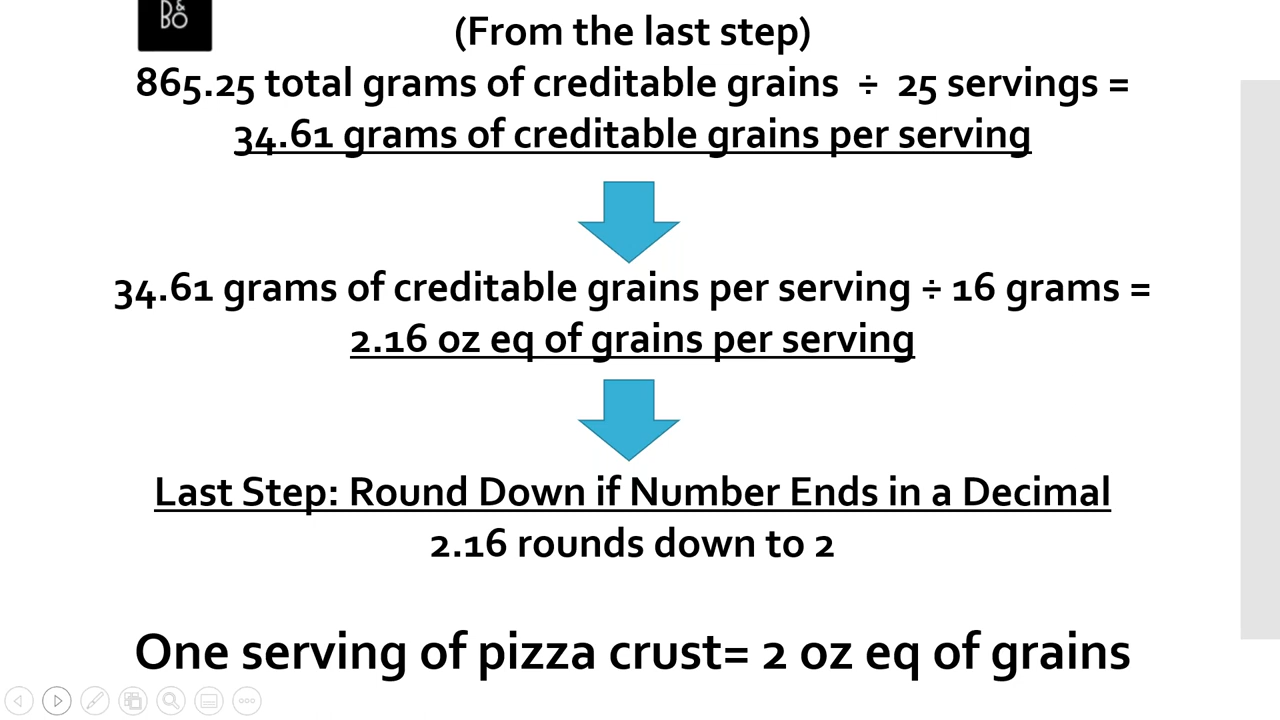 B&
BO
(From the last step)
865.25 total grams of creditable grains ÷ 25 servings =
34.61 grams of creditable grains per serving
34.61 grams of creditable grains per serving ÷ 16 grams =
2.16 oz eq of grains per serving
Last Step: Round Down if Number Ends in a Decimal
2.16 rounds down to 2
One serving of pizza crust= 2 oz eq of grains